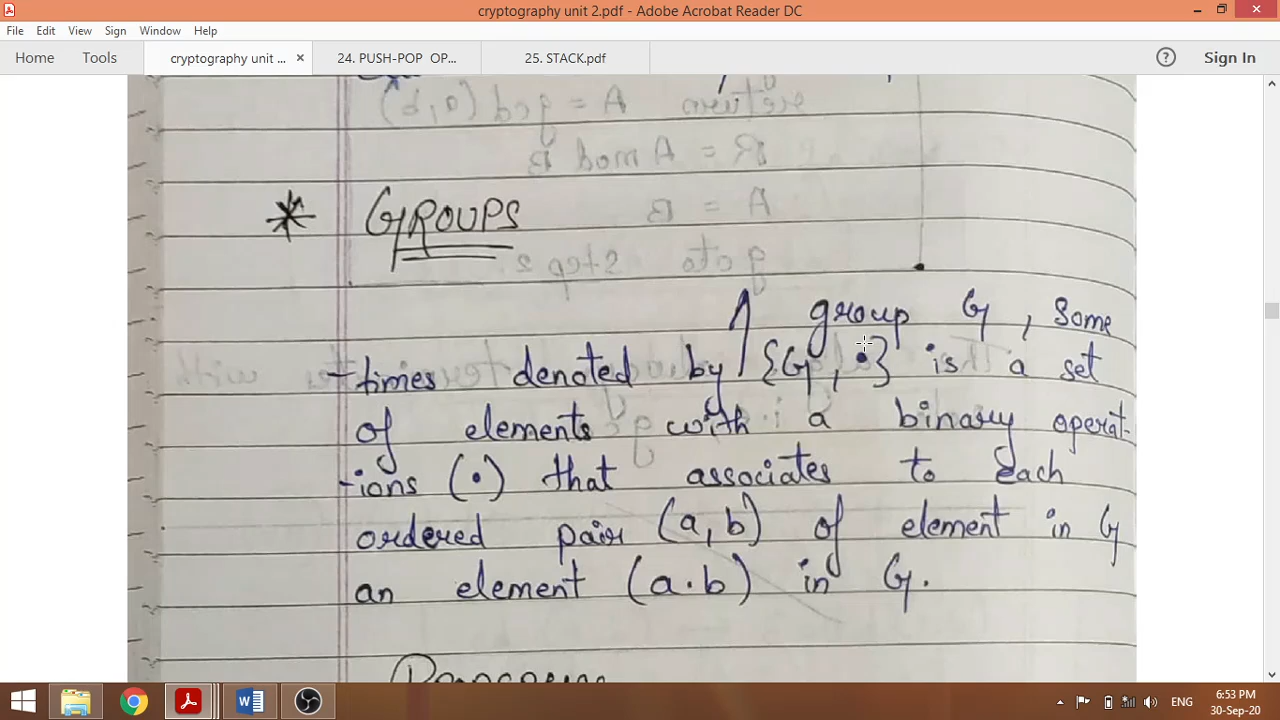 cryptography unit 2.pdf - Adobe Acrobat Reader DC
File Edit View Sign Window Help
Home Tools cryptography unit ... × 24. PUSH-POP OP... 25. STACK.pdf ? Sign In
* GROUPS
A group G, Some
-times denoted by {G, •} is a set
of elements with a binary operat-
-ions (•) that associates to each
ordered pair (a, b) of element in G
an element (a.b) in G.
ENG
6:53 PM
30-Sep-20